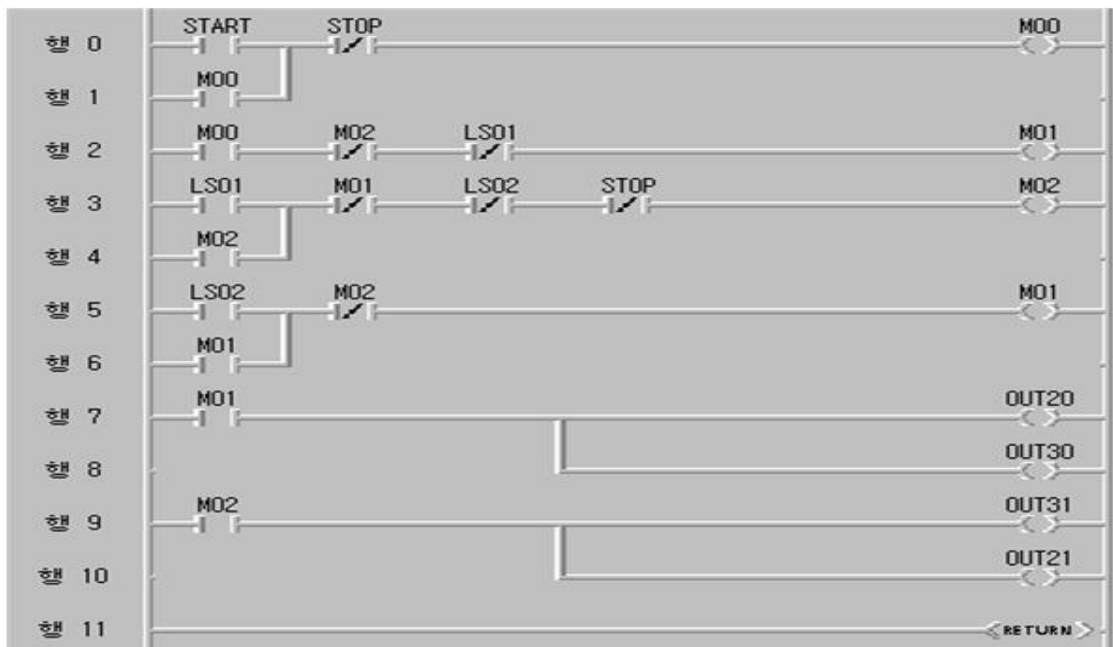 START STOP M00
행 0
M00
행 1
M00 M02 LS01 M01
행 2
LS01 M01 LS02 STOP M02
행 3
M02
행 4
LS02 M02 M01
행 5
M01
행 6
M01 OUT20
행 7
OUT30
행 8
M02 OUT31
행 9
OUT21
행 10
행 11 RETURN